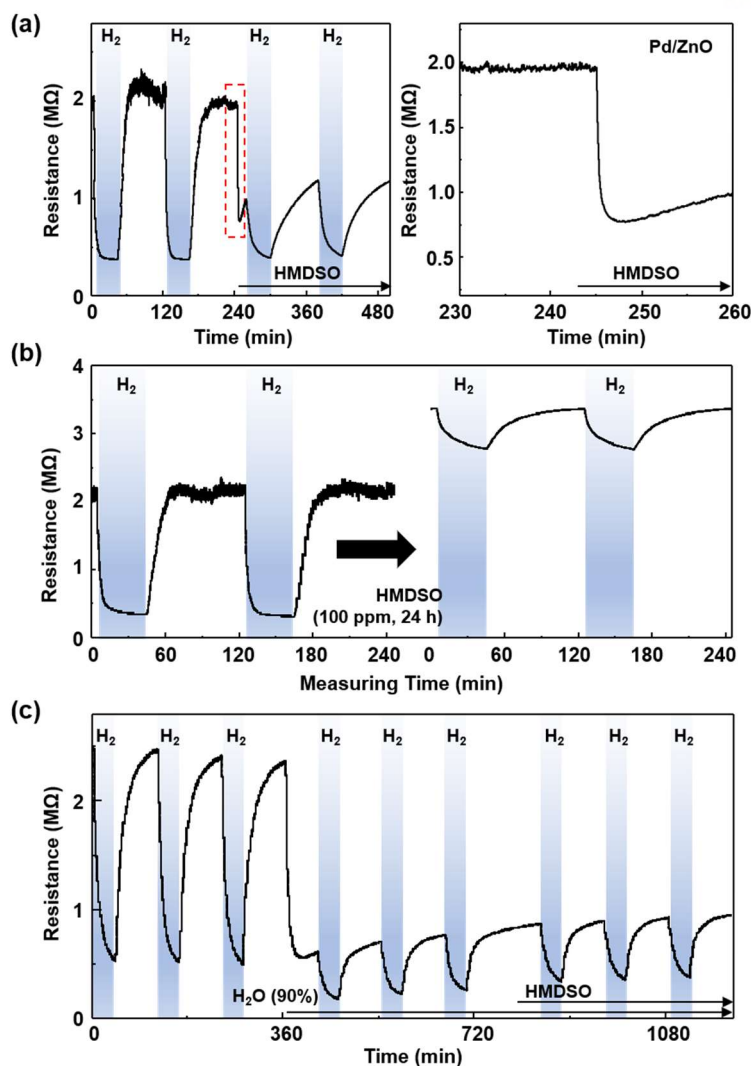 (a)
H2 H2 H2 H2
Resistance (MΩ)
2
1
0
HMDSO
0 120 240 360 480
Time (min)
Pd/ZnO
Resistance (MΩ)
2.0
1.5
1.0
0.5
HMDSO
230 240 250 260
Time (min)
(b)
H2 H2 H2 H2
Resistance (MΩ)
4
3
2
1
0
HMDSO
(100 ppm, 24 h)
0 60 120 180 240 0 60 120 180 240
Measuring Time (min)
(c)
H2 H2 H2 H2 H2 H2 H2 H2 H2
Resistance (MΩ)
2
1
0
HMDSO
H2O (90%)
0 360 720 1080
Time (min)